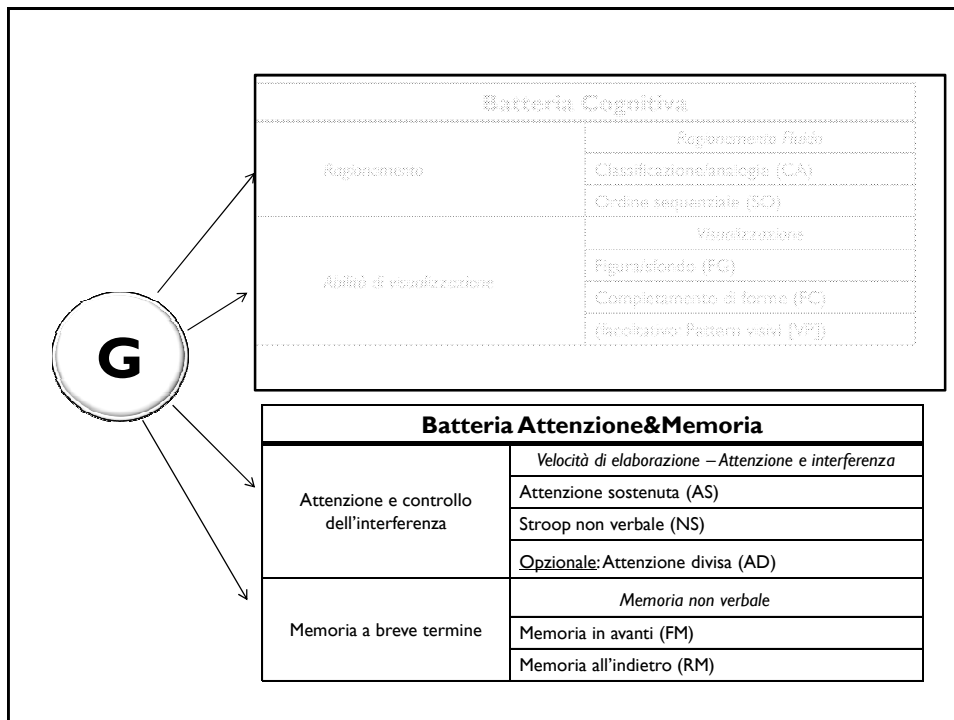 Batteria Cognitiva
Ragionamento Fluido
Ragionamento
Classificazione/analogie (CA)
Ordine sequenziale (SO)
Visualizzazione
Abilità di visualizzazione
Figura/sfondo (FG)
Completamento di forme (FC)
(facoltativo: Pattern visivi [VP])
G
Batteria Attenzione&Memoria
Velocità di elaborazione – Attenzione e interferenza
Attenzione e controllo
dell'interferenza
Attenzione sostenuta (AS)
Stroop non verbale (NS)
Opzionale: Attenzione divisa (AD)
Memoria non verbale
Memoria a breve termine
Memoria in avanti (FM)
Memoria all'indietro (RM)